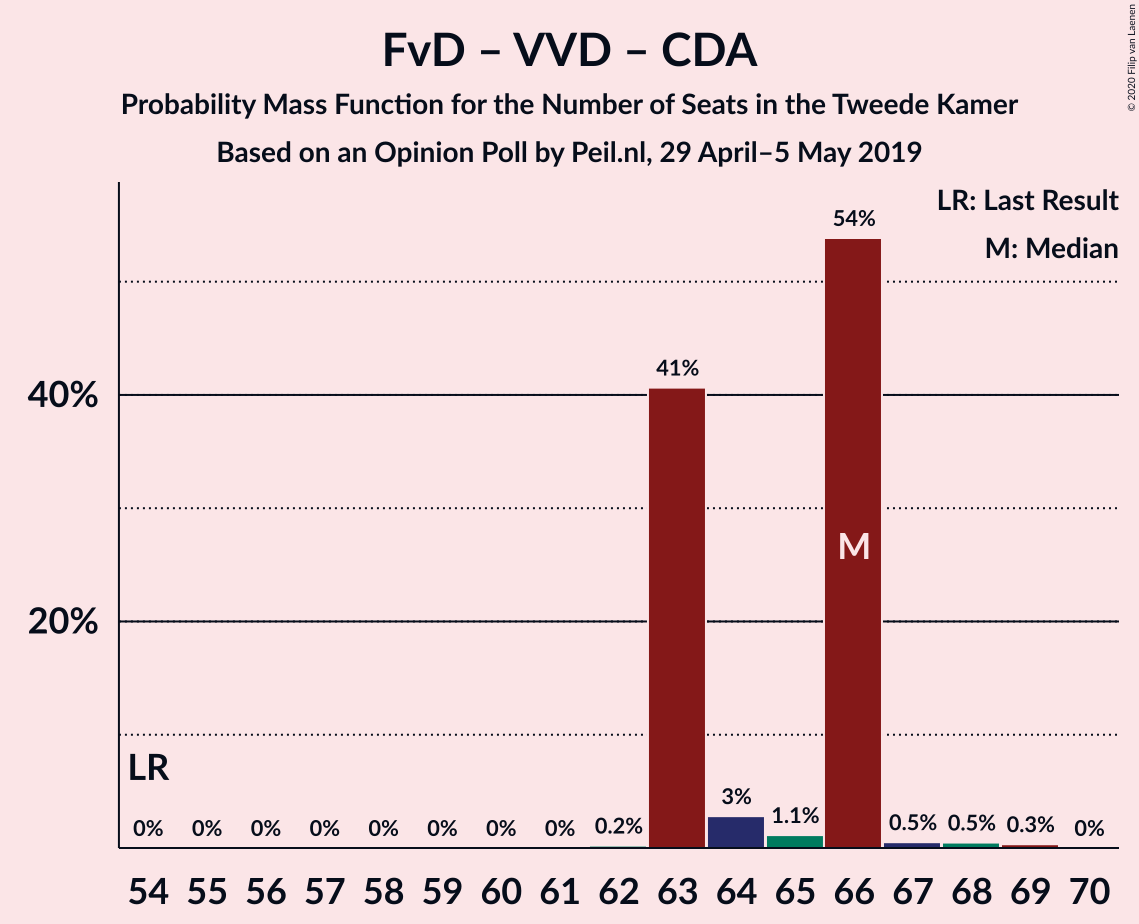 FvD – VVD – CDA
Probability Mass Function for the Number of Seats in the Tweede Kamer
Based on an Opinion Poll by Peil.nl, 29 April–5 May 2019
© 2020 Filip van Laenen
LR: Last Result
M: Median
54%
41%
40%
M
20%
LR
0% 0% 0% 0% 0% 0% 0% 0% 0.2% 3% 1.1% 0.5% 0.5% 0.3% 0%
54 55 56 57 58 59 60 61 62 63 64 65 66 67 68 69 70